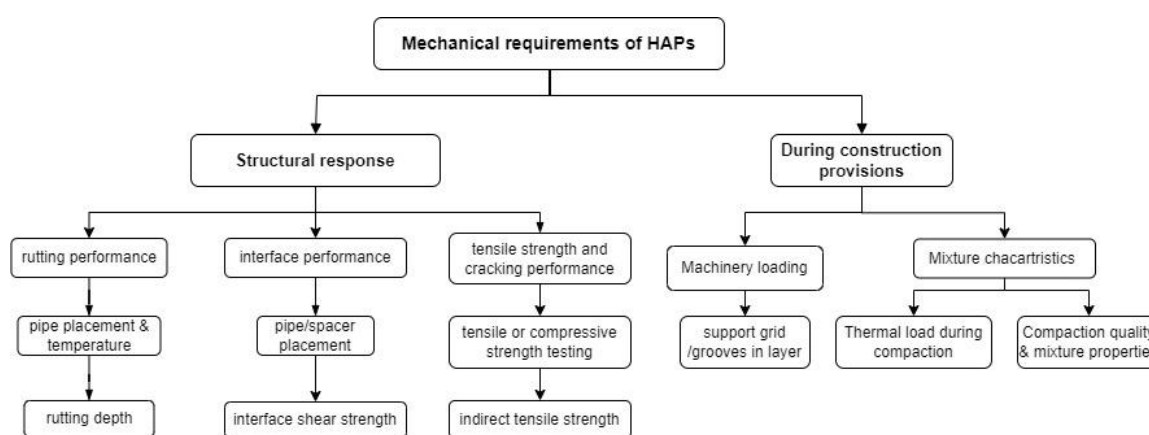 Mechanical requirements of HAPs
Structural response
During construction
provisions
rutting performance
interface performance
tensile strength and
cracking performance
Machinery loading
Mixture chacartristics
pipe placement &
temperature
pipe/spacer
placement
tensile or compressive
strength testing
support grid
/grooves in layer
Thermal load during
compaction
Compaction quality
& mixture propertie
rutting depth
interface shear strength
indirect tensile strength